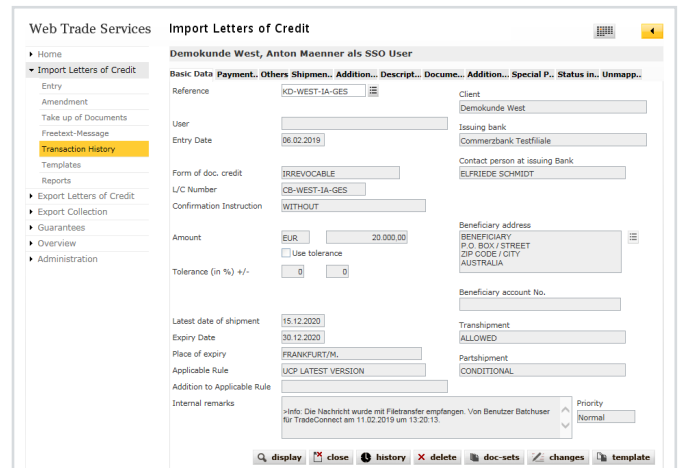 Web Trade Services
Import Letters of Credit
Home
Import Letters of Credit
Entry
Amendment
Take up of Documents
Freetext-Message
Transaction History
Templates
Reports
Export Letters of Credit
Export Collection
Guarantees
Overview
Administration
Demokunde West, Anton Maenner als SSO User
Basic Data Payment.. Others Shipmen.. Addition... Descript... Docume... Addition... Special P.. Status in.. Unmapp..
Reference KD-WEST-IA-GES
Client
Demokunde West
User
Issuing bank
Entry Date 06.02.2019 Commerzbank Testfiliale
Contact person at issuing Bank
Form of doc. credit IRREVOCABLE ELFRIEDE SCHMIDT
L/C Number CB-WEST-IA-GES
Confirmation Instruction WITHOUT
Beneficiary address
Amount EUR 20.000,00
BENEFICIARY
P.O. BOX / STREET
ZIP CODE / CITY
AUSTRALIA
Use tolerance
Tolerance (in %) +/- 0 0
Beneficiary account No.
Latest date of shipment 15.12.2020
Transhipment
Expiry Date 30.12.2020 ALLOWED
Place of expiry FRANKFURT/M.
Partshipment
Applicable Rule UCP LATEST VERSION CONDITIONAL
Addition to Applicable Rule
Internal remarks
>Info: Die Nachricht wurde mit Filetransfer empfangen. Von Benutzer Batchuser
für TradeConnect am 11.02.2019 um 13:20:13.
Priority
Normal
display close history delete doc-sets changes template